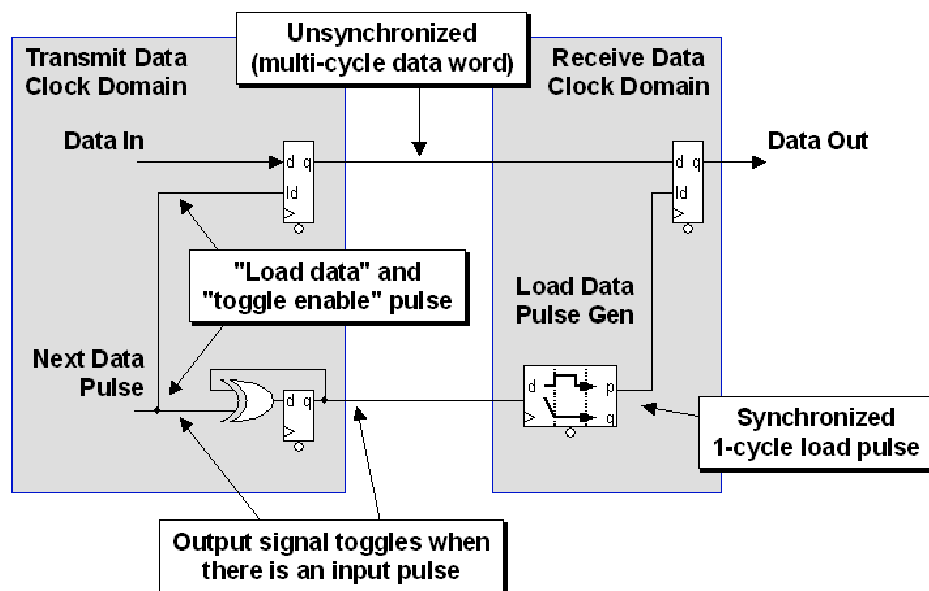 Unsynchronized
(multi-cycle data word)
Transmit Data
Clock Domain
Receive Data
Clock Domain
Data In
d q
ld
d q
ld
Data Out
"Load data" and
"toggle enable" pulse
Load Data
Pulse Gen
Next Data
Pulse
d q
d p
q
Synchronized
1-cycle load pulse
Output signal toggles when
there is an input pulse